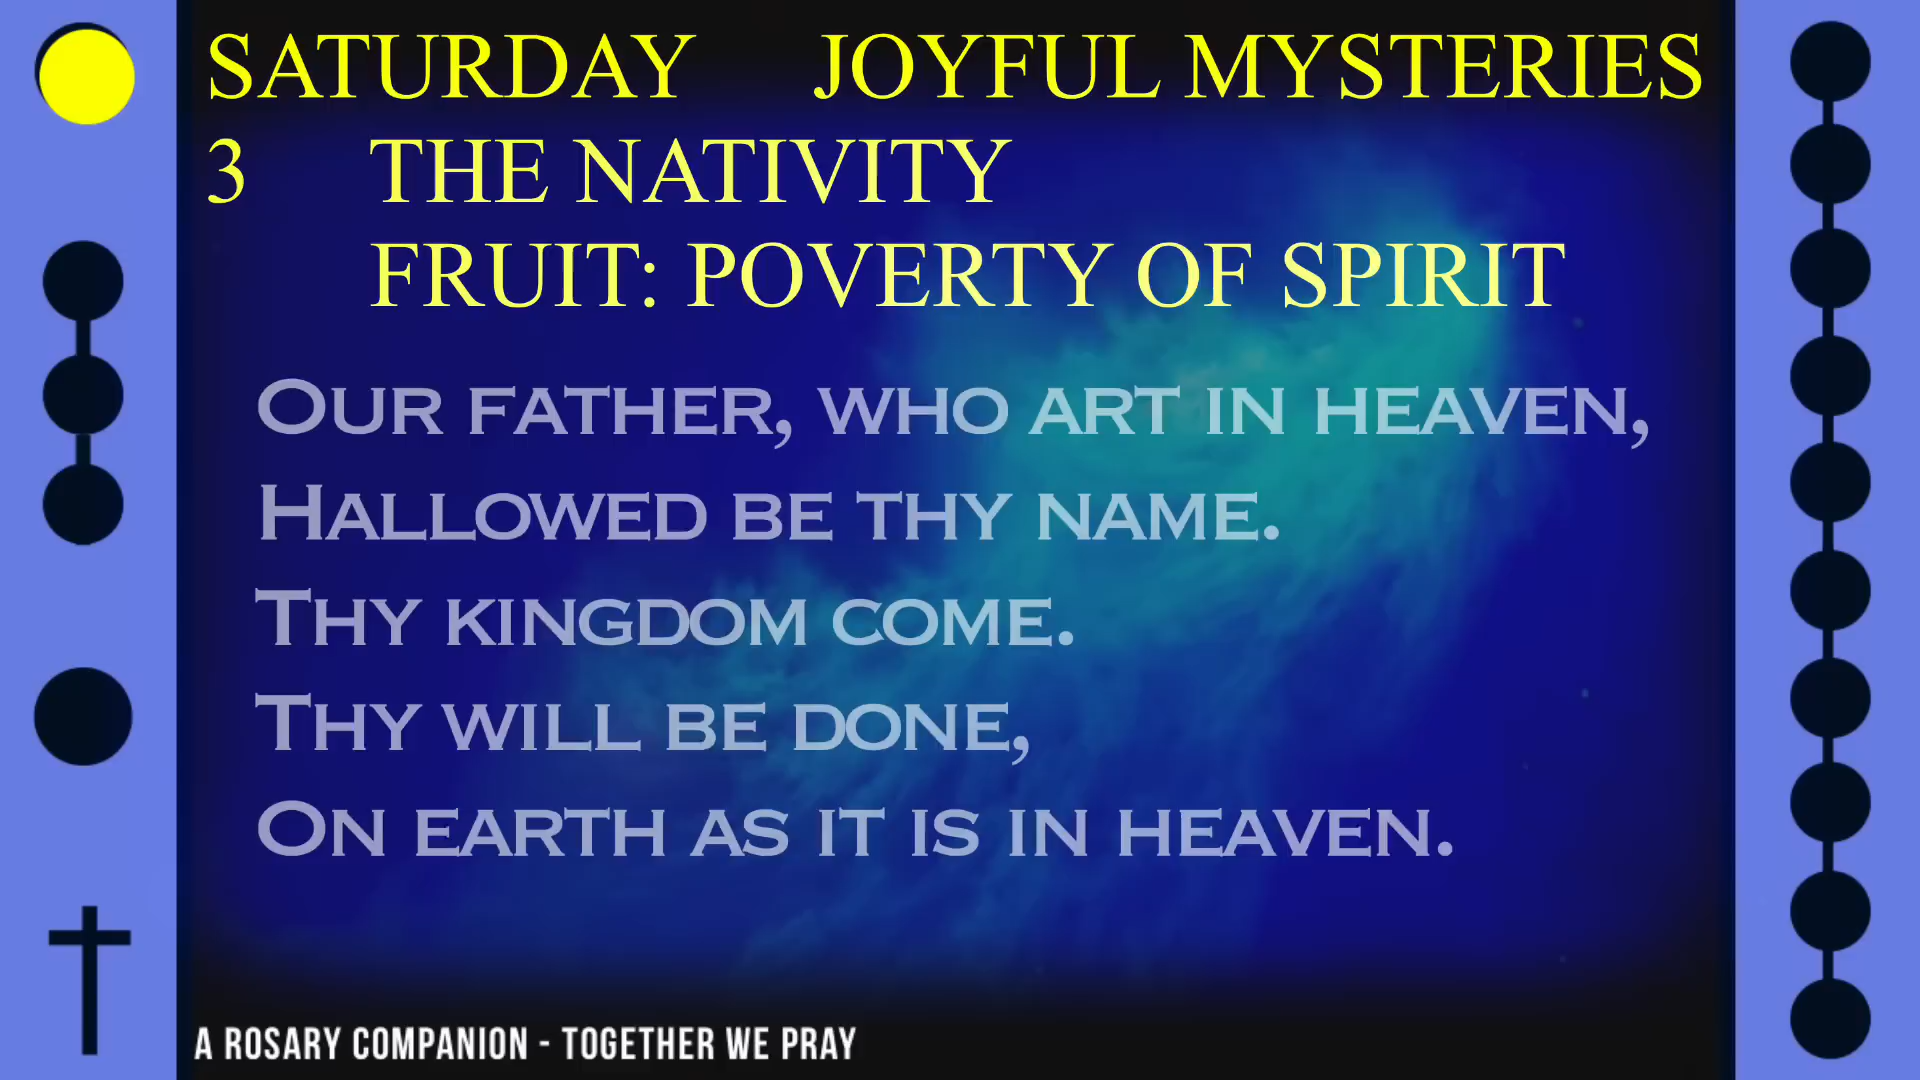 SATURDAY JOYFUL MYSTERIES
3 THE NATIVITY
FRUIT: POVERTY OF SPIRIT
OUR FATHER, WHO ART IN HEAVEN,
HALLOWED BE THY NAME.
THY KINGDOM COME.
THY WILL BE DONE,
ON EARTH AS IT IS IN HEAVEN.
A ROSARY COMPANION - TOGETHER WE PRAY